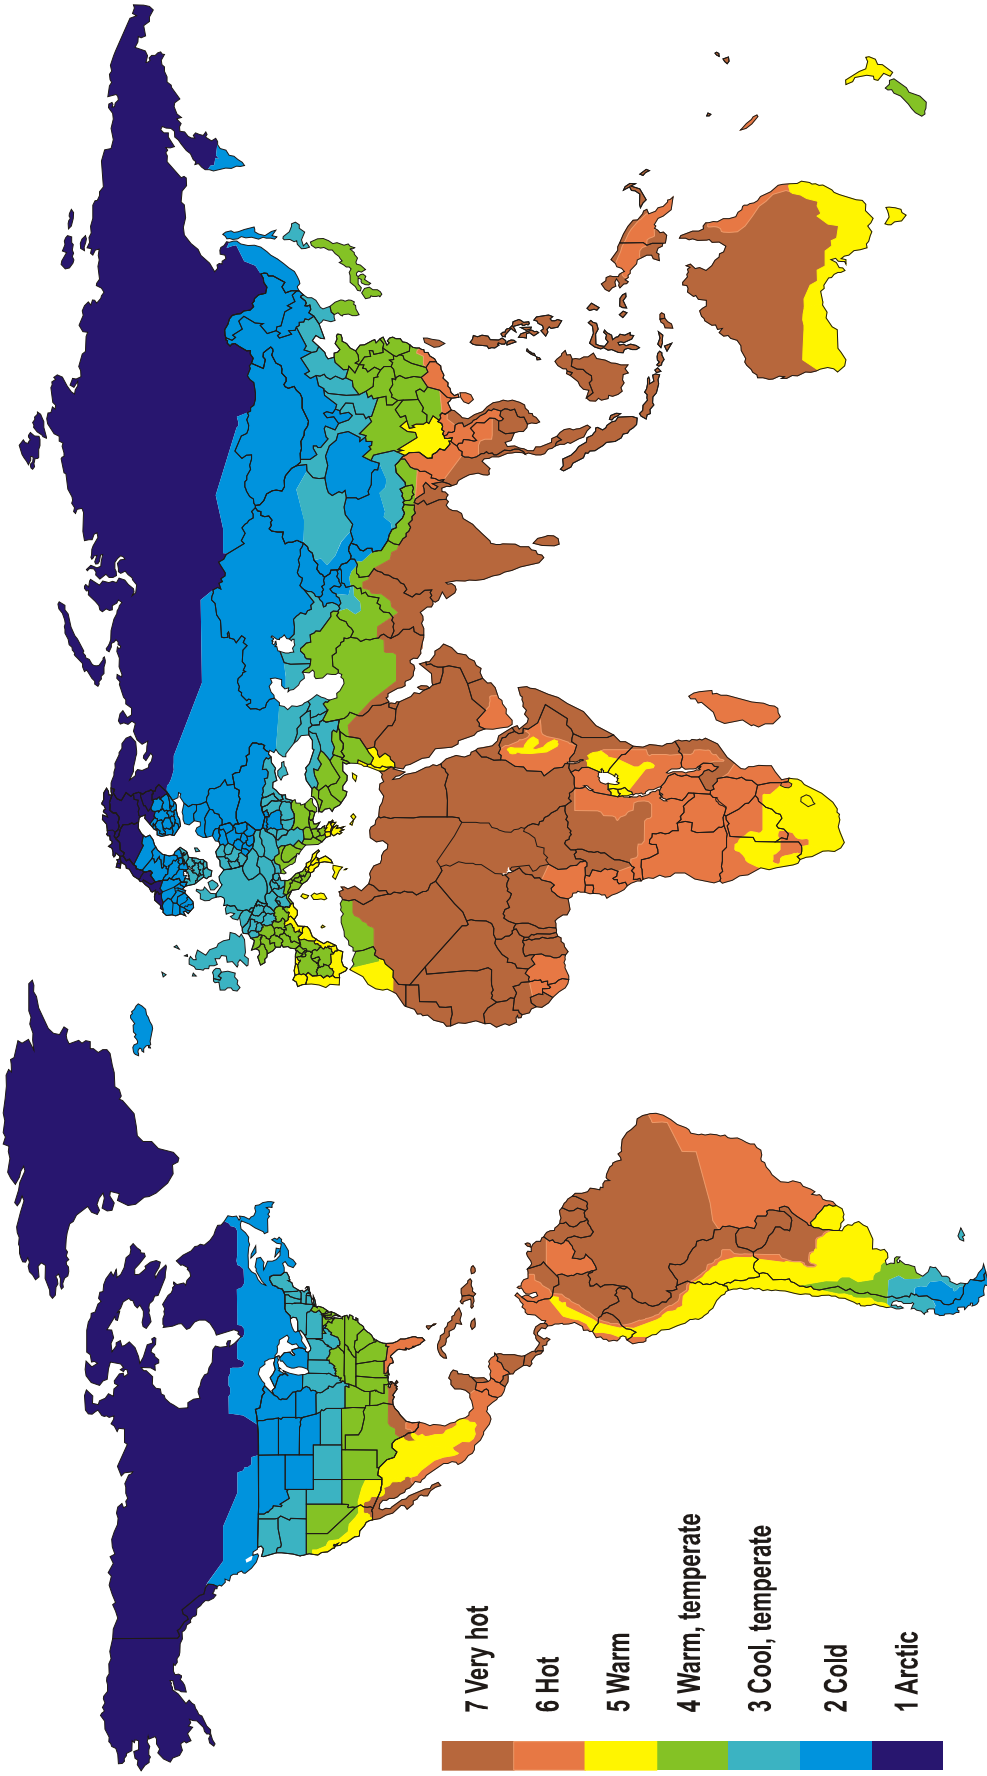 7 Very hot
6 Hot
5 Warm
4 Warm, temperate
3 Cool, temperate
2 Cold
1 Arctic